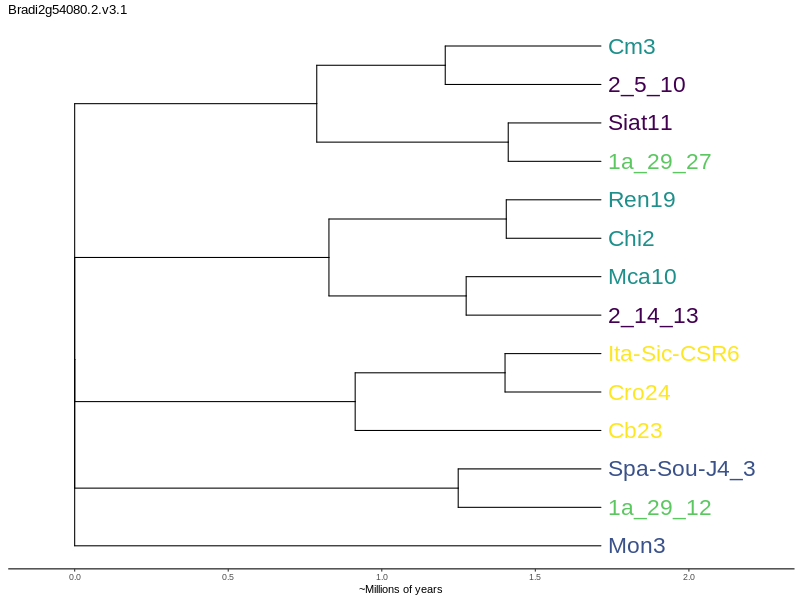 Bradi2g54080.2.v3.1
Cm3
2_5_10
Siat11
1a_29_27
Ren19
Chi2
Mca10
2_14_13
Ita-Sic-CSR6
Cro24
Cb23
Spa-Sou-J4_3
1a_29_12
Mon3
0.0 0.5 1.0 1.5 2.0
~Millions of years